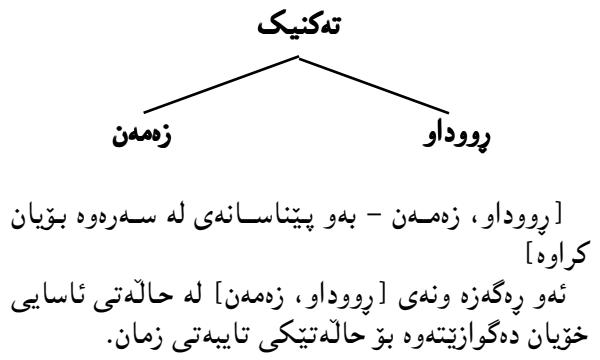 تەکنیک
ڕووداو
زەمەن
[ڕووداو، زەمەن – بەو پێناسانەی لە سەرەوە بۆیان
کراوە]
ئەو ڕەگەزە ونەی [ڕووداو، زەمەن] لە حاڵەتی ئاسایی
خۆیان دەگوازێتەوە بۆ حاڵەتێکی تایبەتی زمان.